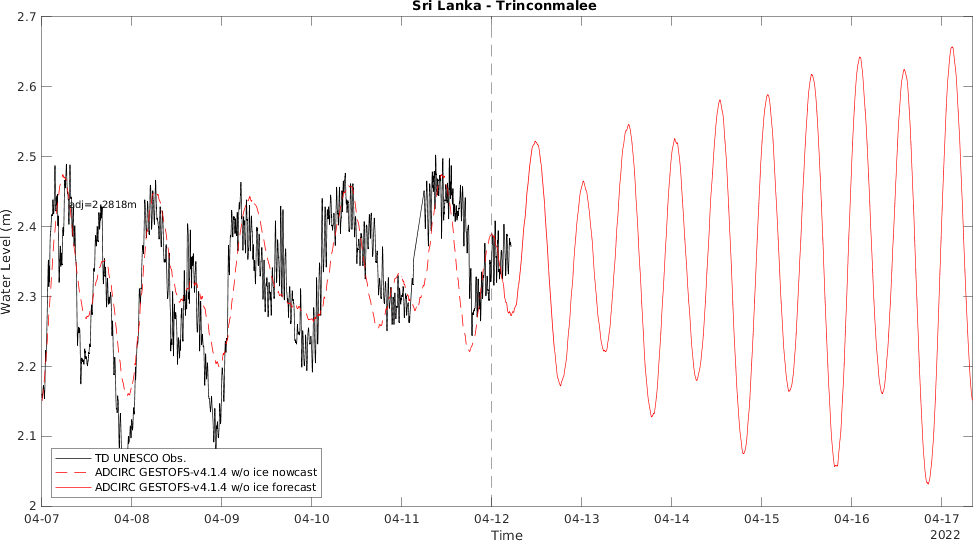 Sri Lanka - Trinconmalee
2.7
2.6
2.5
2.4
2.3
2.2
2.1
2
Water Level (m)
adj=2.2818m
TD UNESCO Obs.
ADCIRC GESTOFS-v4.1.4 w/o ice nowcast
ADCIRC GESTOFS-v4.1.4 w/o ice forecast
04-07 04-08 04-09 04-10 04-11 04-12 04-13 04-14 04-15 04-16 04-17
Time
2022